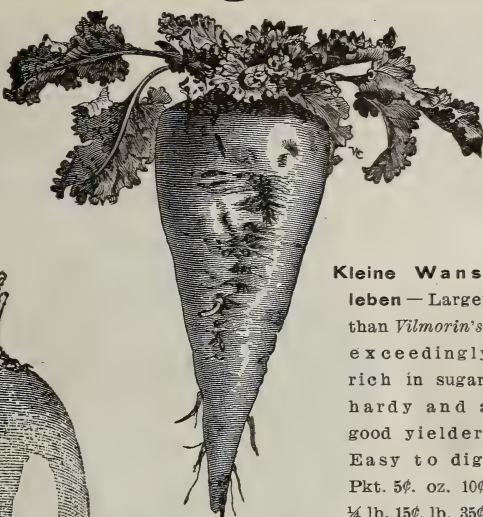 Kleine Wans
leben — Larger
than Vilmorin's
exceedingly
rich in sugar
hardy and a
good yielder
Easy to dig
Pkt. 5¢. oz. 10¢
¼ lb. 15¢. lb. 35¢